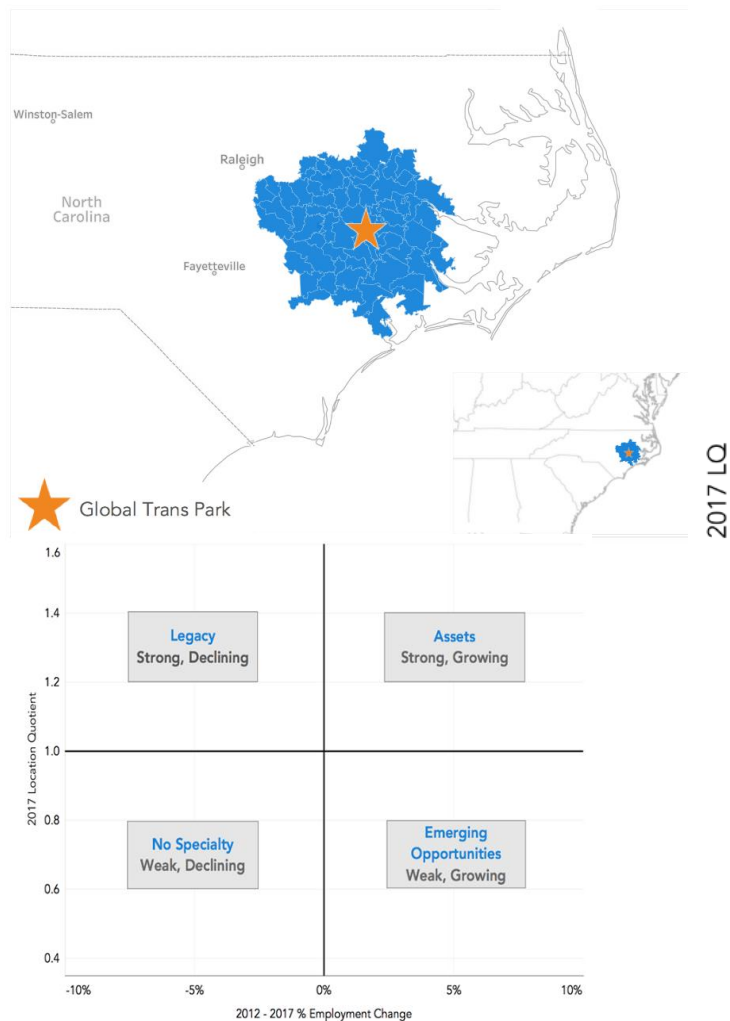 Winston-Salem
Raleigh
North
Carolina
Fayetteville
Global Trans Park
2017 LQ
1.6
1.4
1.2
1.0
0.8
0.6
0.4
2017 Location Quotient
Legacy
Strong, Declining
Assets
Strong, Growing
No Specialty
Weak, Declining
Emerging
Opportunities
Weak, Growing
-10%
-5%
0%
5%
10%
2012 - 2017 % Employment Change